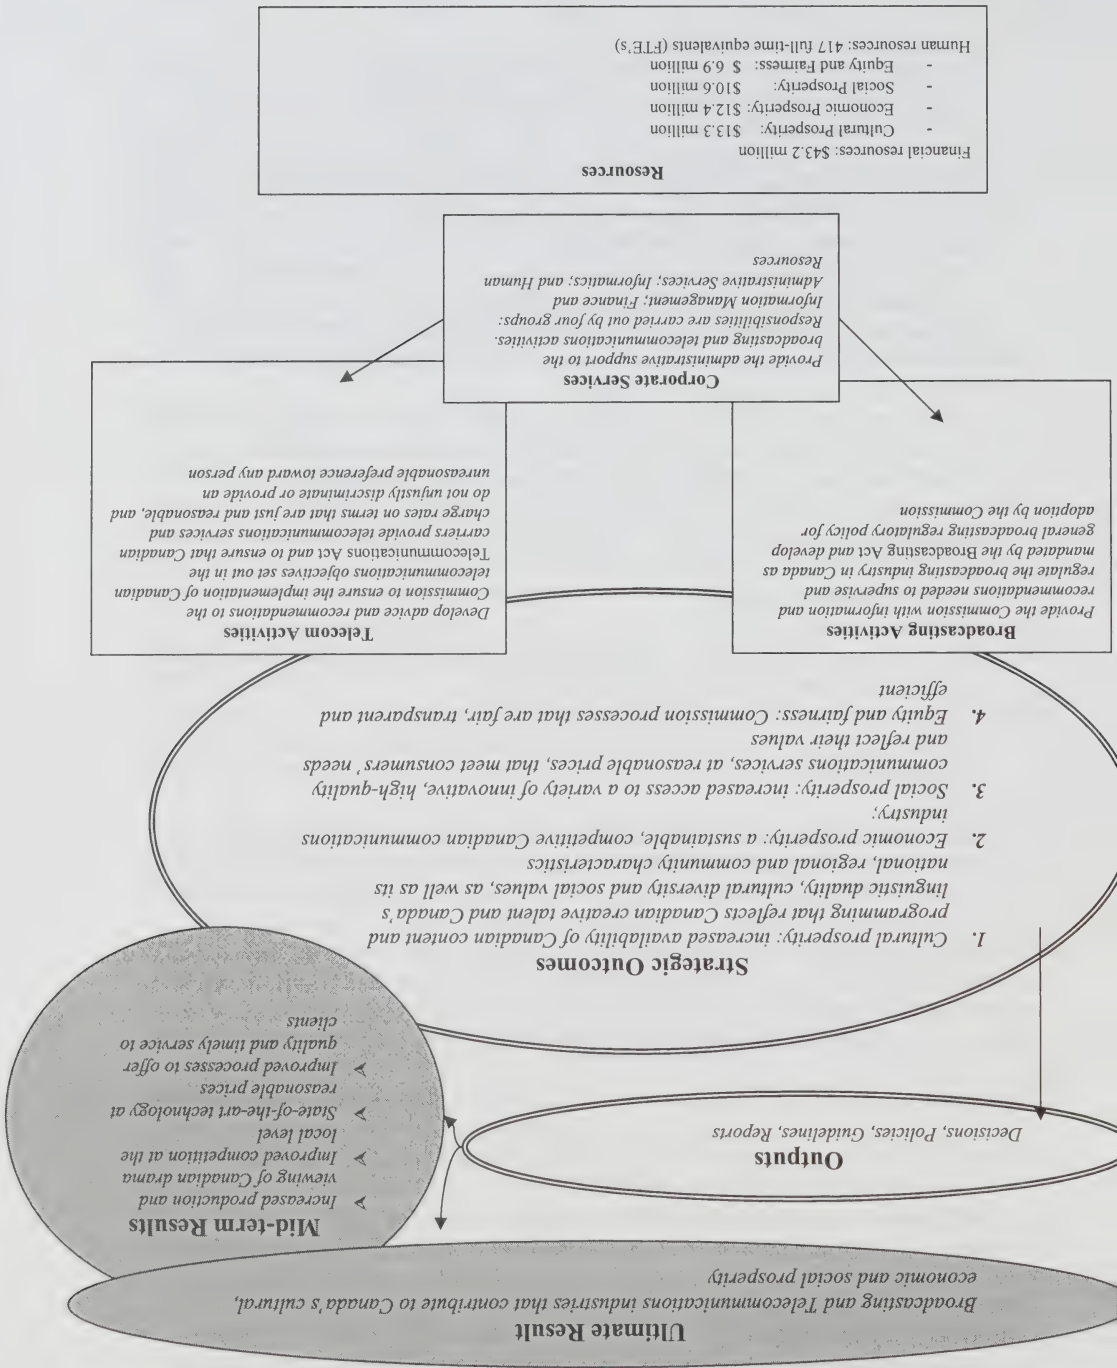 Ultimate Result
Broadcasting and Telecommunications industries that contribute to Canada's cultural,
economic and social prosperity
Mid-term Results
➤ Increased production and
viewing of Canadian drama
➤ Improved competition at the
local level
➤ State-of-the-art technology at
reasonable prices
➤ Improved processes to offer
quality and timely service to
clients
Outputs
Decisions, Policies, Guidelines, Reports
Strategic Outcomes
1. Cultural prosperity: increased availability of Canadian content and
programming that reflects Canadian creative talent and Canada's
linguistic duality, cultural diversity and social values, as well as its
national, regional and community characteristics
2. Economic prosperity: a sustainable, competitive Canadian communications
industry;
3. Social prosperity: increased access to a variety of innovative, high-quality
communications services, at reasonable prices, that meet consumers' needs
and reflect their values
4. Equity and fairness: Commission processes that are fair, transparent and
efficient
Broadcasting Activities
Provide the Commission with information and
recommendations needed to supervise and
regulate the broadcasting industry in Canada as
mandated by the Broadcasting Act and develop
general broadcasting regulatory policy for
adoption by the Commission
Telecom Activities
Develop advice and recommendations to the
Commission to ensure the implementation of Canadian
telecommunications objectives set out in the
Telecommunications Act and to ensure that Canadian
carriers provide telecommunications services and
charge rates on terms that are just and reasonable, and
do not unjustly discriminate or provide an
unreasonable preference toward any person
Corporate Services
Provide the administrative support to the
broadcasting and telecommunications activities.
Responsibilities are carried out by four groups:
Information Management; Finance and
Administrative Services; Informatics; and Human
Resources
Resources
Financial resources: $43.2 million
- Cultural Prosperity: $13.3 million
- Economic Prosperity: $12.4 million
- Social Prosperity: $10.6 million
- Equity and Fairness: $ 6.9 million
Human resources: 417 full-time equivalents (FTE's)